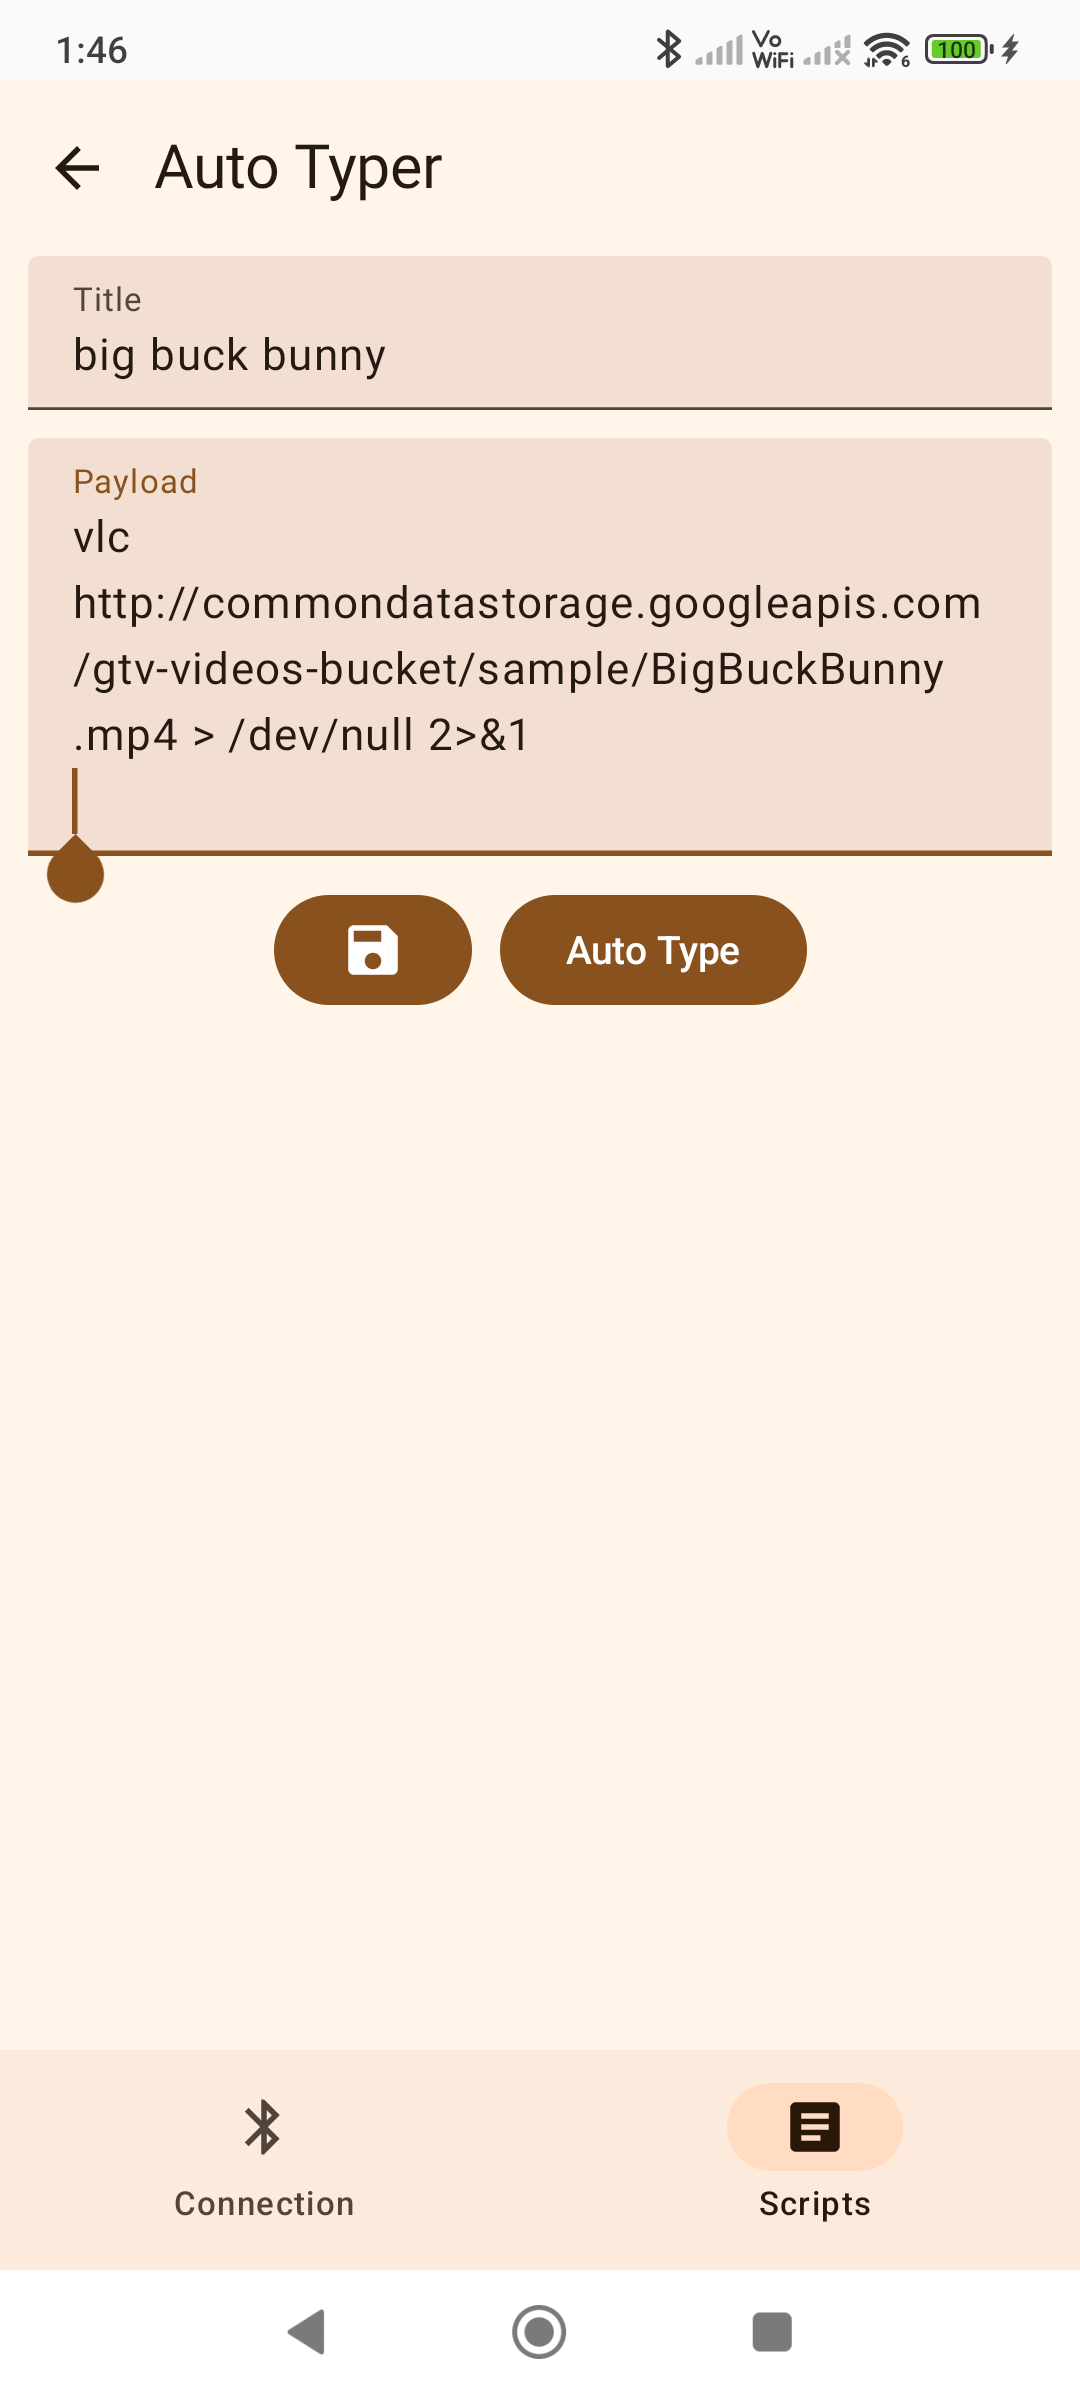 1:46
Vo
WiFi
6
100
Auto Typer
Title
big buck bunny
Payload
vlc
http://commondatastorage.googleapis.com
/gtv-videos-bucket/sample/BigBuckBunny
.mp4 > /dev/null 2>&1
Auto Type
Connection
Scripts